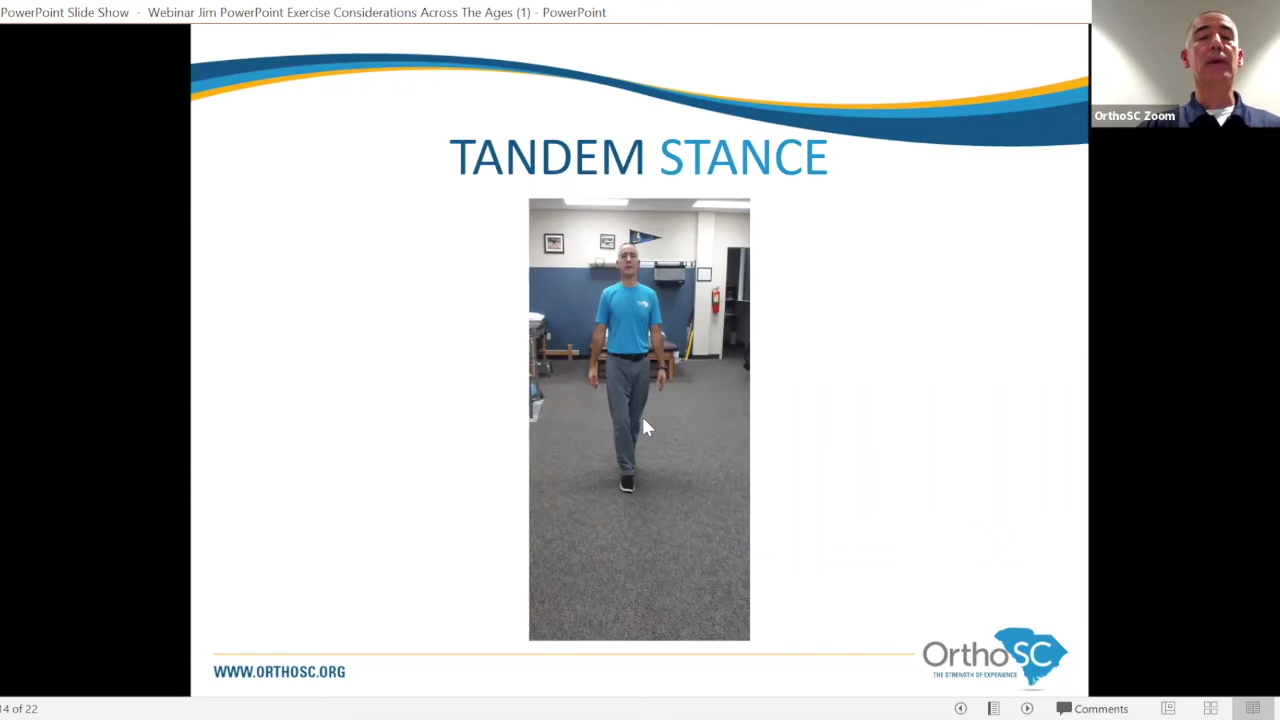 PowerPoint Slide Show - Webinar Jim PowerPoint Exercise Considerations Across The Ages (1) - PowerPoint
OrthoSC Zoom
TANDEM STANCE
WWW.ORTHOSC.ORG
OrthoSC
THE STRENGTH OF EXPERIENCE
14 of 22
Comments